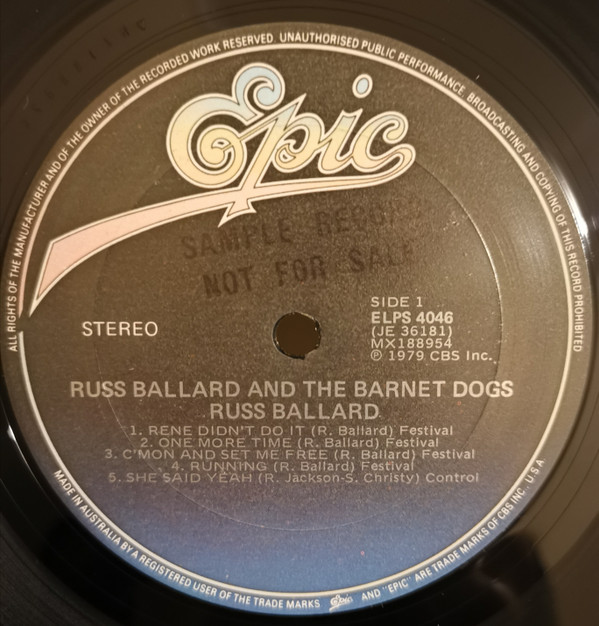 ALL RIGHTS OF THE MANUFACTURER AND OF THE OWNER OF THE RECORDED WORK RESERVED. UNAUTHORISED PUBLIC PERFORMANCE BROADCASTING AND COPYING OF THIS RECORD PROHIBITED
Epic
SAMPLE RECORD
NOT FOR SALE
SIDE 1
STEREO
ELPS 4046
(JE 36181)
MX188954
℗ 1979 CBS Inc.
RUSS BALLARD AND THE BARNET DOGS
RUSS BALLARD
1. RENE DIDN'T DO IT (R. Ballard) Festival
2. ONE MORE TIME (R. Ballard) Festival
3. C'MON AND SET ME FREE (R. Ballard) Festival
4. RUNNING (R. Ballard) Festival
5. SHE SAID YEAH (R. Jackson-S. Christy) Control
MADE IN AUSTRALIA BY A REGISTERED USER OF THE TRADE MARKS Epic AND "EPIC" ARE TRADE MARKS OF CBS INC. U S A